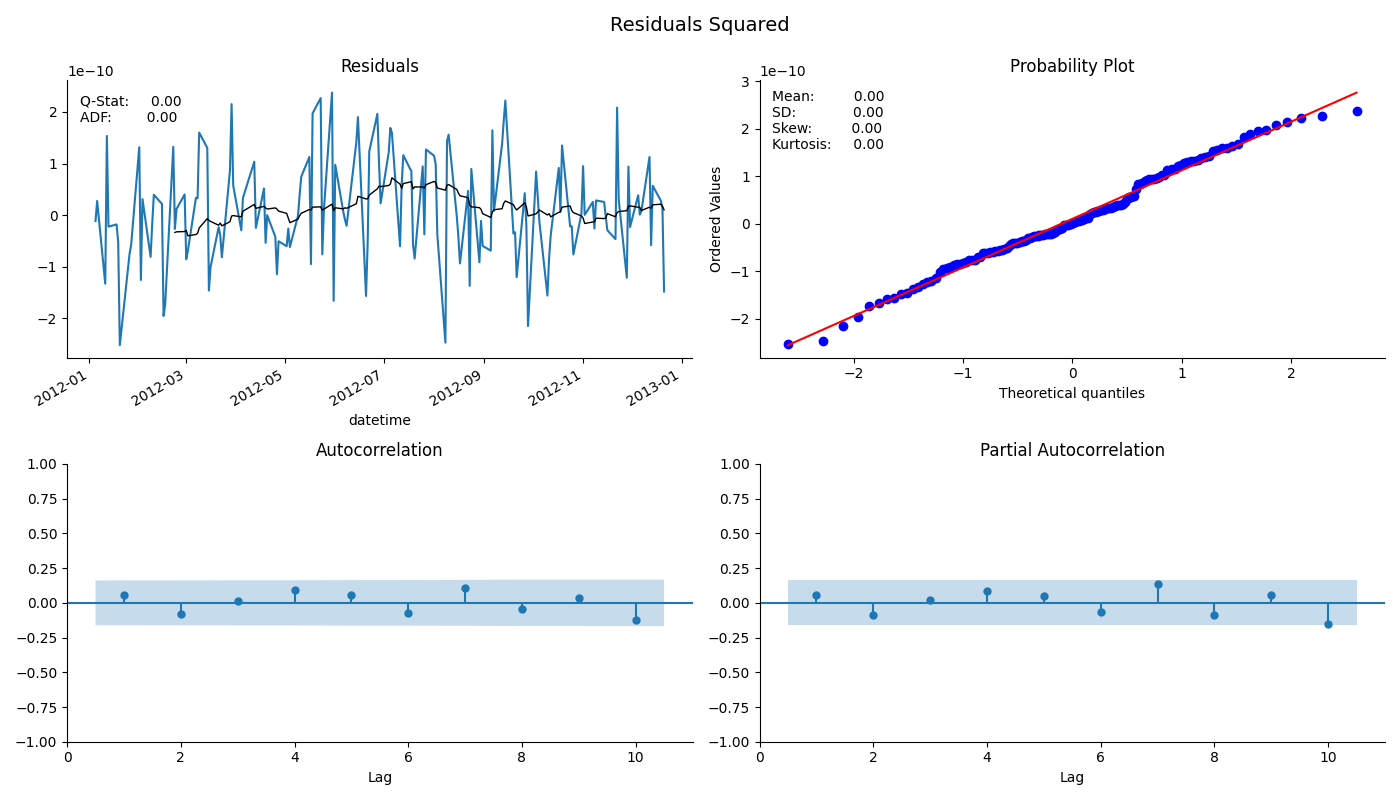 Residuals Squared
Residuals
1e−10
Q-Stat: 0.00
ADF: 0.00
2
1
0
−1
−2
2012-01
2012-03
2012-05
2012-07
2012-09
2012-11
2013-01
datetime
Probability Plot
1e−10
Mean: 0.00
SD: 0.00
Skew: 0.00
Kurtosis: 0.00
Ordered Values
3
2
1
0
−1
−2
−2
−1
0
1
2
Theoretical quantiles
Autocorrelation
1.00
0.75
0.50
0.25
0.00
−0.25
−0.50
−0.75
−1.00
0
2
4
6
8
10
Lag
Partial Autocorrelation
1.00
0.75
0.50
0.25
0.00
−0.25
−0.50
−0.75
−1.00
0
2
4
6
8
10
Lag